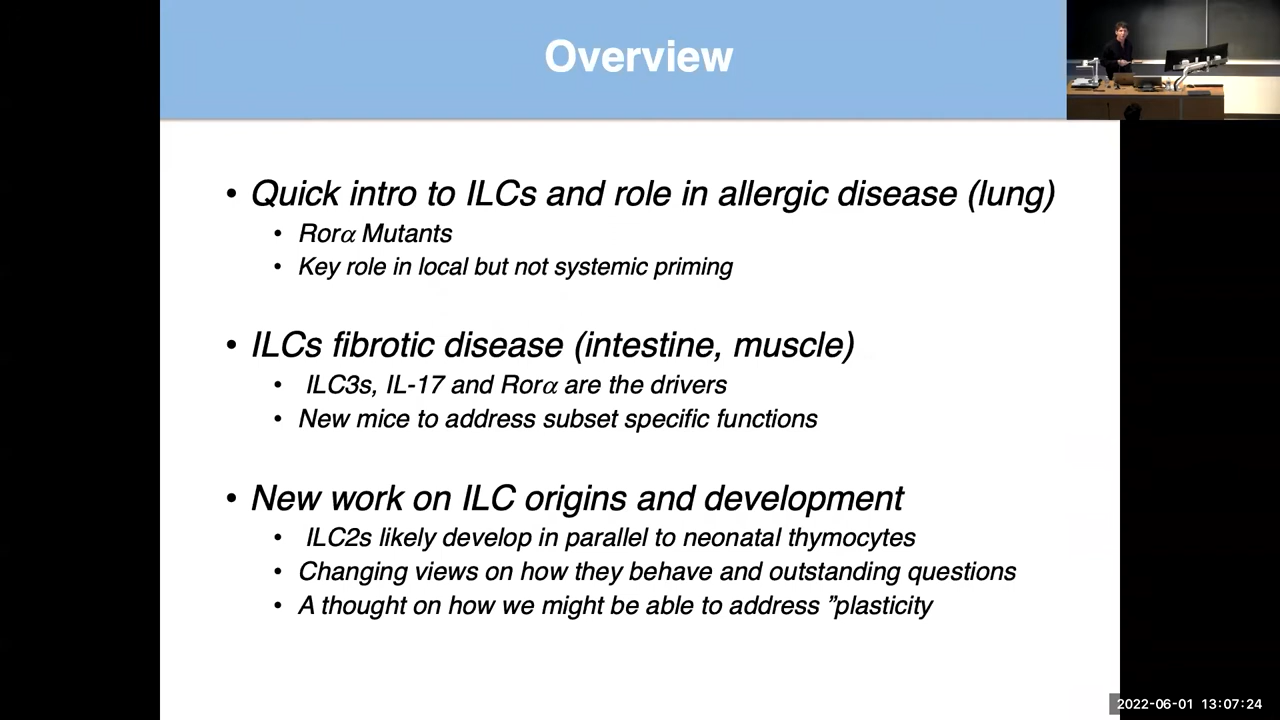 Overview
• Quick intro to ILCs and role in allergic disease (lung)
• Rorα Mutants
• Key role in local but not systemic priming
• ILCs fibrotic disease (intestine, muscle)
• ILC3s, IL-17 and Rorα are the drivers
• New mice to address subset specific functions
• New work on ILC origins and development
• ILC2s likely develop in parallel to neonatal thymocytes
• Changing views on how they behave and outstanding questions
• A thought on how we might be able to address ”plasticity
2022-06-01 13:07:24